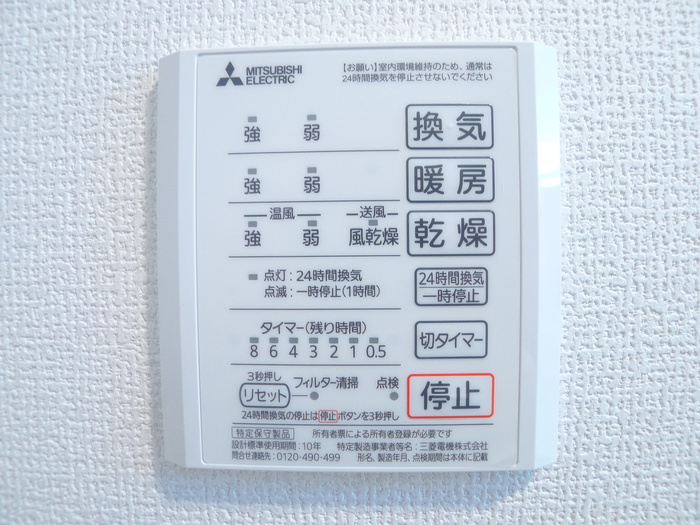 MITSUBISHI
ELECTRIC
【お願い】室内環境維持のため、通常は
24時間換気を停止させないでください
強 弱 換気
強 弱 暖房
温風 送風
強 弱 風乾燥 乾燥
点灯:24時間換気
点滅:一時停止(1時間)
24時間換気
一時停止
タイマー(残り時間)
8 6 4 3 2 1 0.5
切タイマー
3秒押し
リセット フィルター清掃 点検
停止
24時間換気の停止は停止ボタンを3秒押し
特定保守製品 所有者票による所有者登録が必要です
設計標準使用期間:10年 特定製造事業者等名:三菱電機株式会社
問合せ連絡先:0120-490-499 形名、製造年月、点検期間は本体に記載